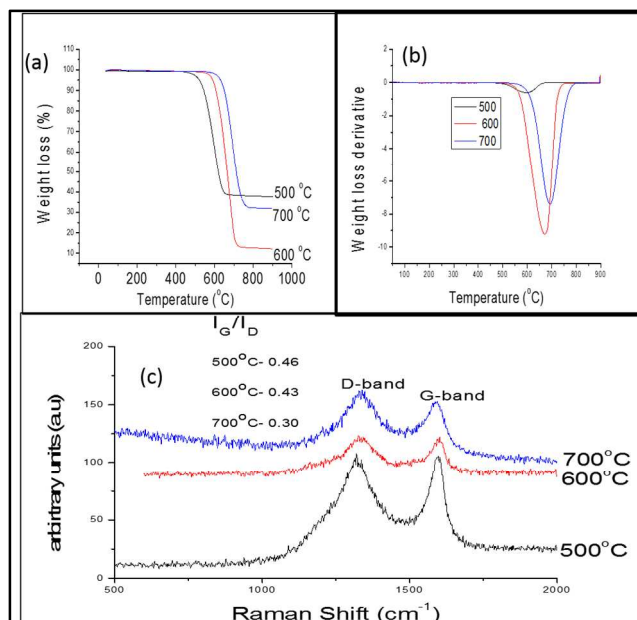 (a)
110
100
90
80
70
60
50
40
30
20
10
Weight loss (%)
500 °C
700 °C
600 °C
0 200 400 600 800 1000
Temperature (°C)
(b)
0
-2
-4
-6
-8
-10
Weight loss derivative
500
600
700
100 200 300 400 500 600 700 800 900
Temperature (°C)
(c)
I_G/I_D
500°C- 0.46
600°C- 0.43
700°C- 0.30
D-band
G-band
200
150
100
50
0
arbirtrary units (au)
700°C
600°C
500°C
500 1000 1500 2000
Raman Shift (cm⁻¹)